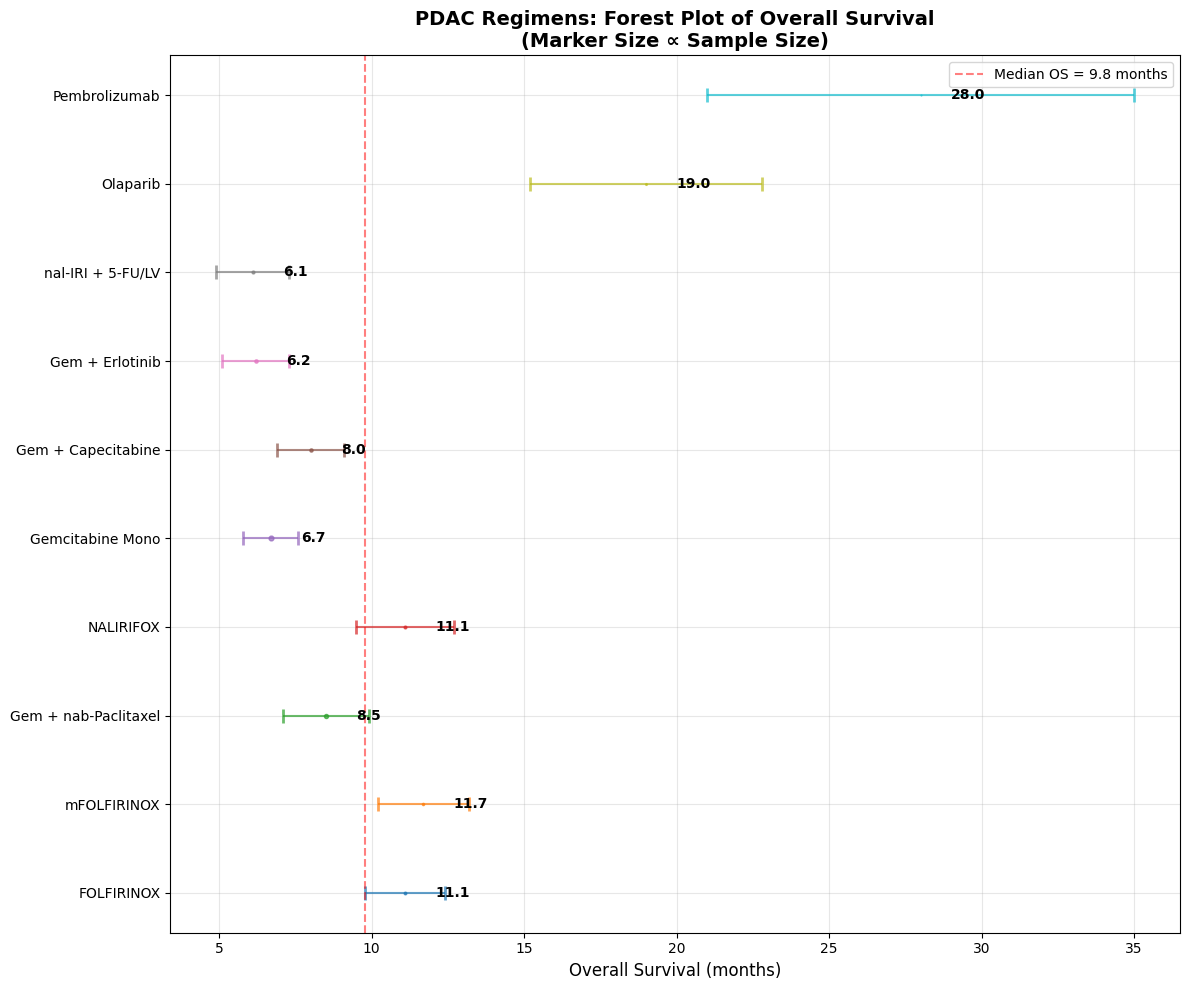 PDAC Regimens: Forest Plot of Overall Survival
(Marker Size ∝ Sample Size)
Median OS = 9.8 months
Pembrolizumab
28.0
Olaparib
19.0
nal-IRI + 5-FU/LV
6.1
Gem + Erlotinib
6.2
Gem + Capecitabine
8.0
Gemcitabine Mono
6.7
NALIRIFOX
11.1
Gem + nab-Paclitaxel
8.5
mFOLFIRINOX
11.7
FOLFIRINOX
11.1
5 10 15 20 25 30 35
Overall Survival (months)